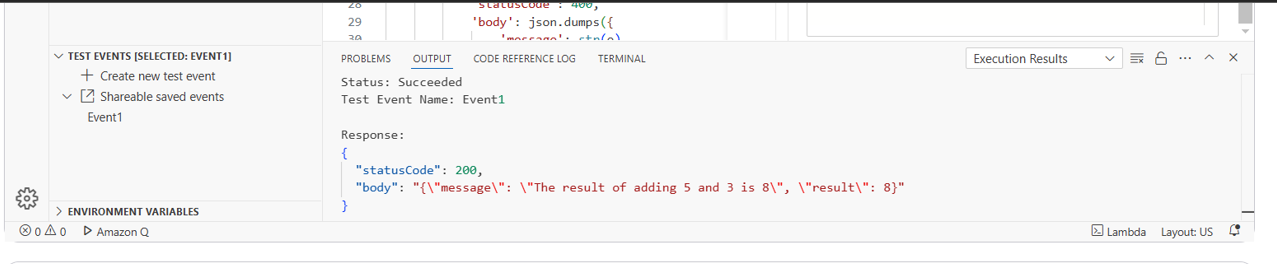 28
'statusCode': 400,
29
'body': json.dumps({
30
'message': str(e)
TEST EVENTS [SELECTED: EVENT1]
Create new test event
Shareable saved events
Event1
ENVIRONMENT VARIABLES
PROBLEMS OUTPUT CODE REFERENCE LOG TERMINAL
Execution Results
Status: Succeeded
Test Event Name: Event1
Response:
{
"statusCode": 200,
"body": "{\"message\": \"The result of adding 5 and 3 is 8\", \"result\": 8}"
}
0 0 Amazon Q
Lambda Layout: US